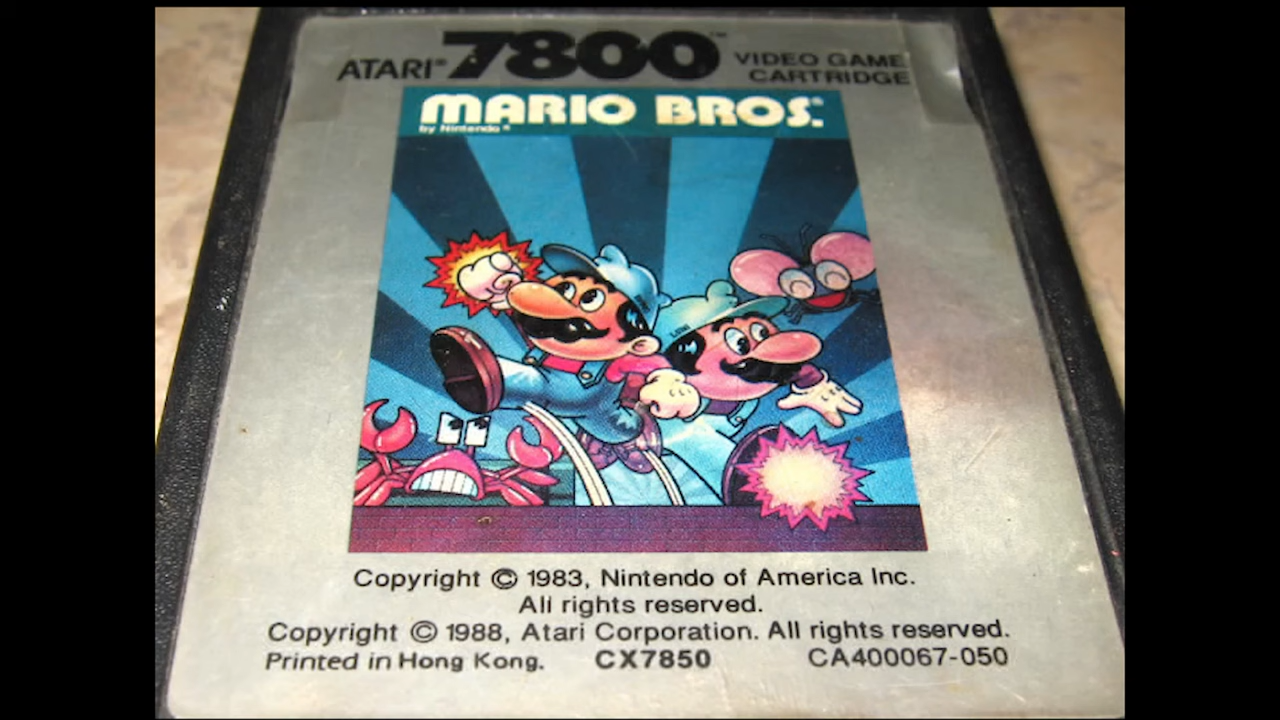 ATARI® 7800™ VIDEO GAME CARTRIDGE
MARIO BROS.®
by Nintendo®
Copyright © 1983, Nintendo of America Inc.
All rights reserved.
Copyright © 1988, Atari Corporation. All rights reserved.
Printed in Hong Kong. CX7850 CA400067-050